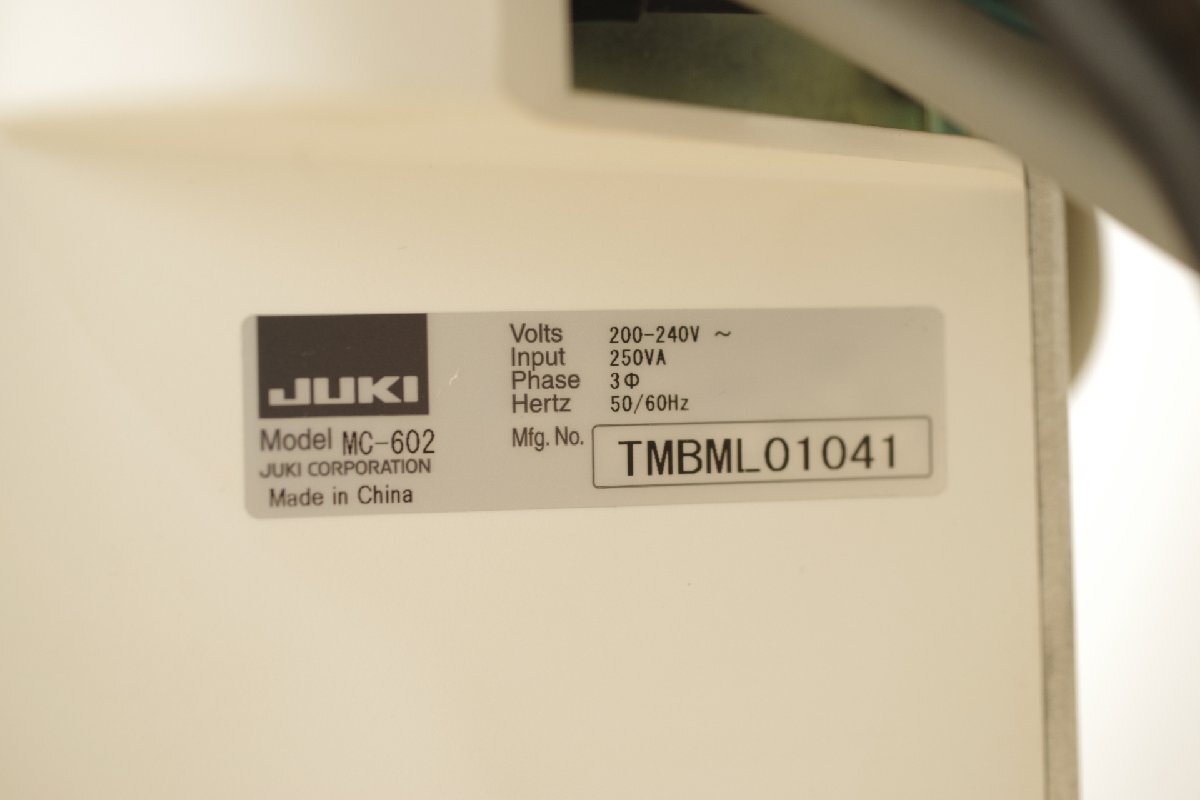 JUKI
Model MC-602
JUKI CORPORATION
Made in China
Volts 200-240V ~
Input 250VA
Phase 3Φ
Hertz 50/60Hz
Mfg. No. TMBML01041